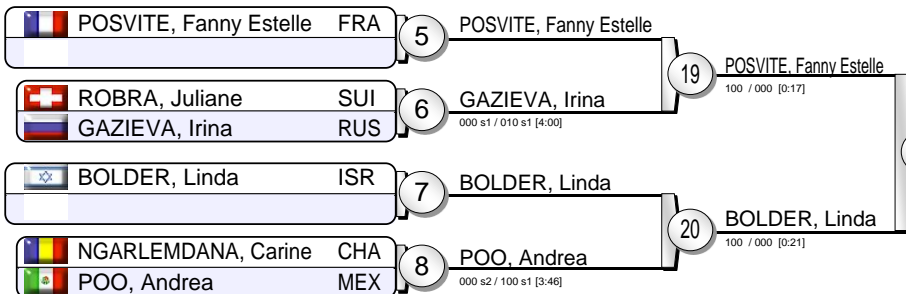 POSVITE, Fanny Estelle FRA
5
POSVITE, Fanny Estelle
ROBRA, Juliane SUI
GAZIEVA, Irina RUS
6
GAZIEVA, Irina
000 s1 / 010 s1 [4:00]
19
POSVITE, Fanny Estelle
100 / 000 [0:17]
BOLDER, Linda ISR
7
BOLDER, Linda
NGARLEMDANA, Carine CHA
POO, Andrea MEX
8
POO, Andrea
000 s2 / 100 s1 [3:46]
20
BOLDER, Linda
100 / 000 [0:21]